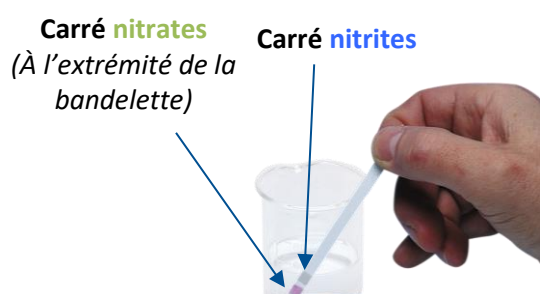 Carré nitrates
(À l’extrémité de la
bandelette)
Carré nitrites